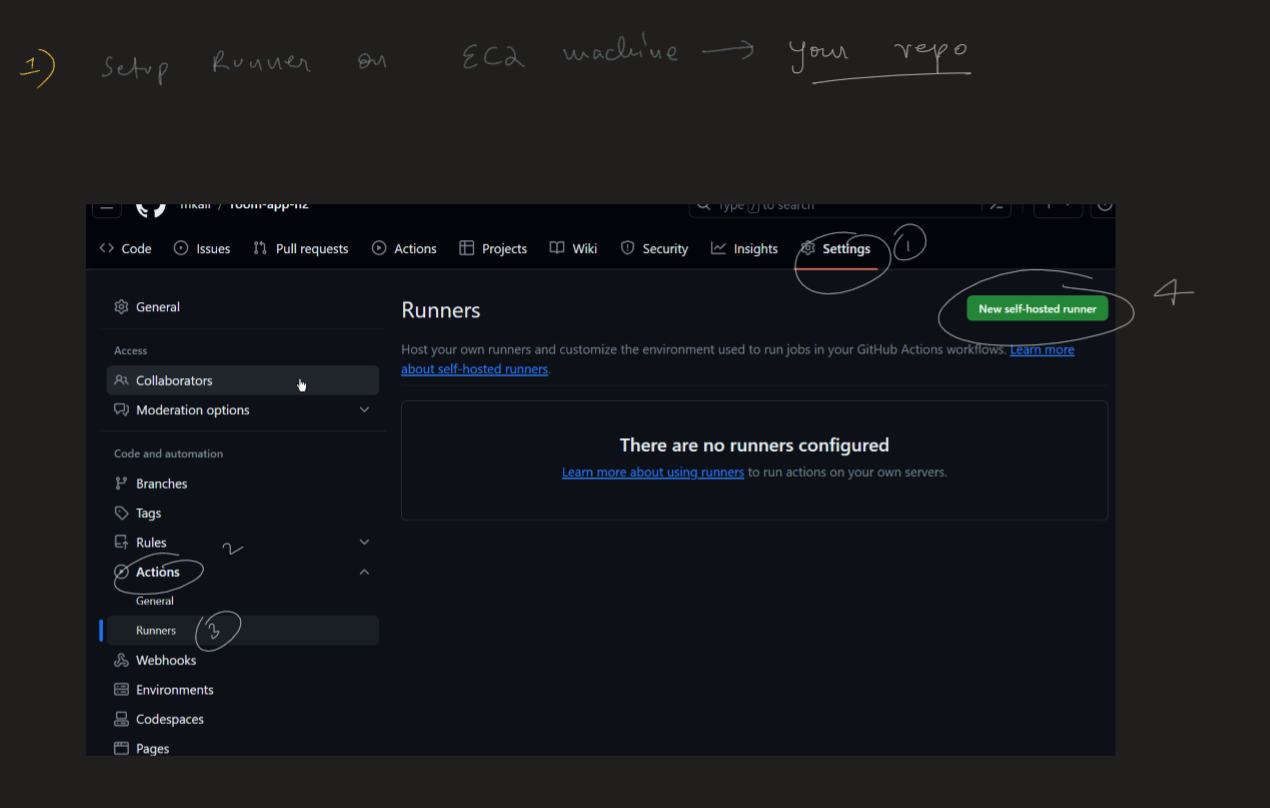 1) Setup Runner on EC2 machine → your repo
/ room-app-n2
Type / to search
Code Issues Pull requests Actions Projects Wiki Security Insights Settings 1
General
Runners
New self-hosted runner 4
Access
Host your own runners and customize the environment used to run jobs in your GitHub Actions workflows. Learn more
about self-hosted runners.
Collaborators
Moderation options
There are no runners configured
Learn more about using runners to run actions on your own servers.
Code and automation
Branches
Tags
Rules
2
Actions
General
Runners 3
Webhooks
Environments
Codespaces
Pages